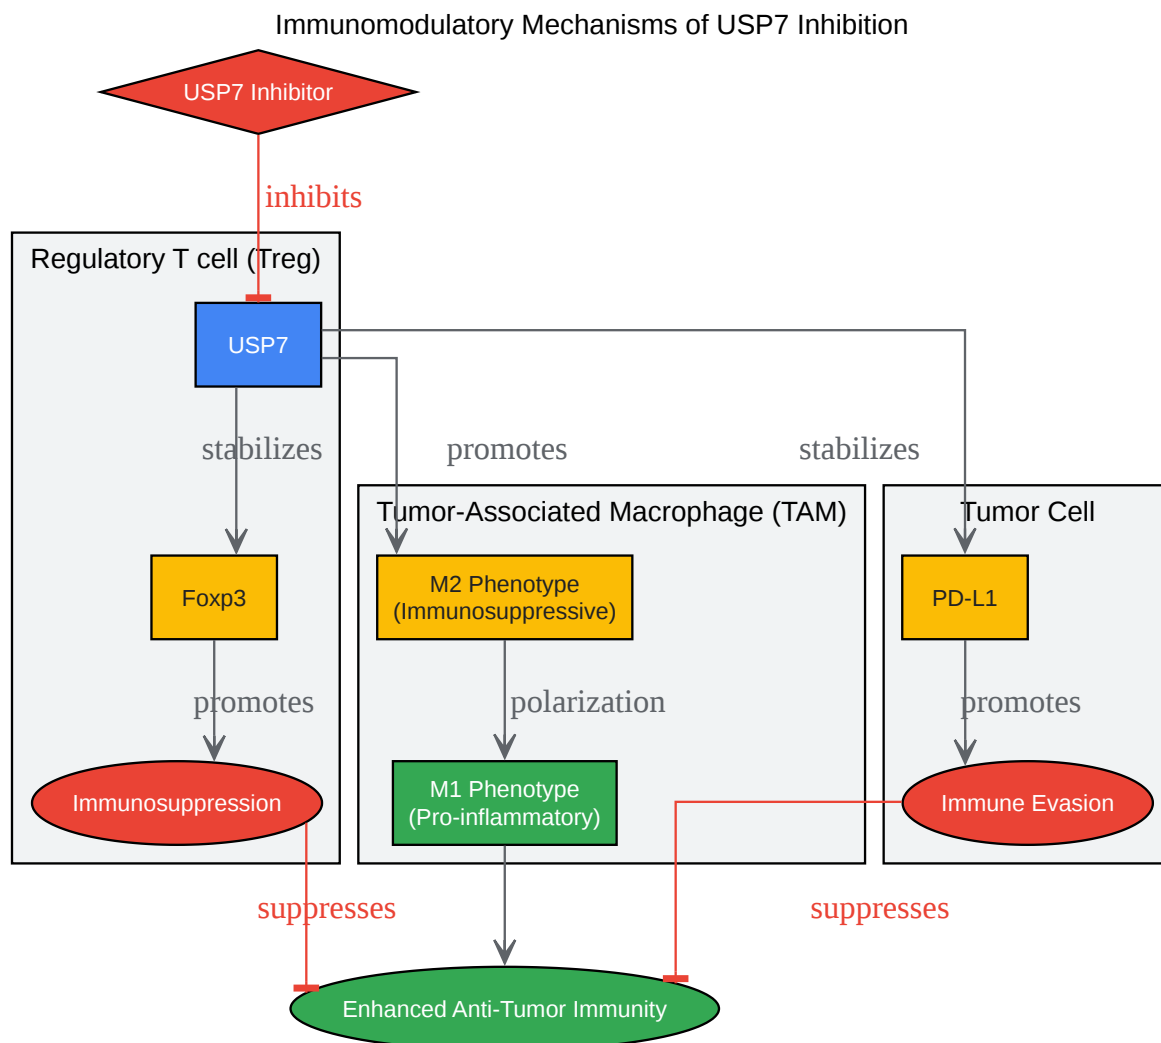 Immunomodulatory Mechanisms of USP7 Inhibition
USP7 Inhibitor
inhibits
Regulatory T cell (Treg)
USP7
stabilizes
promotes
stabilizes
Tumor-Associated Macrophage (TAM)
Tumor Cell
Foxp3
M2 Phenotype
(Immunosuppressive)
PD-L1
promotes
polarization
promotes
Immunosuppression
M1 Phenotype
(Pro-inflammatory)
Immune Evasion
suppresses
suppresses
Enhanced Anti-Tumor Immunity